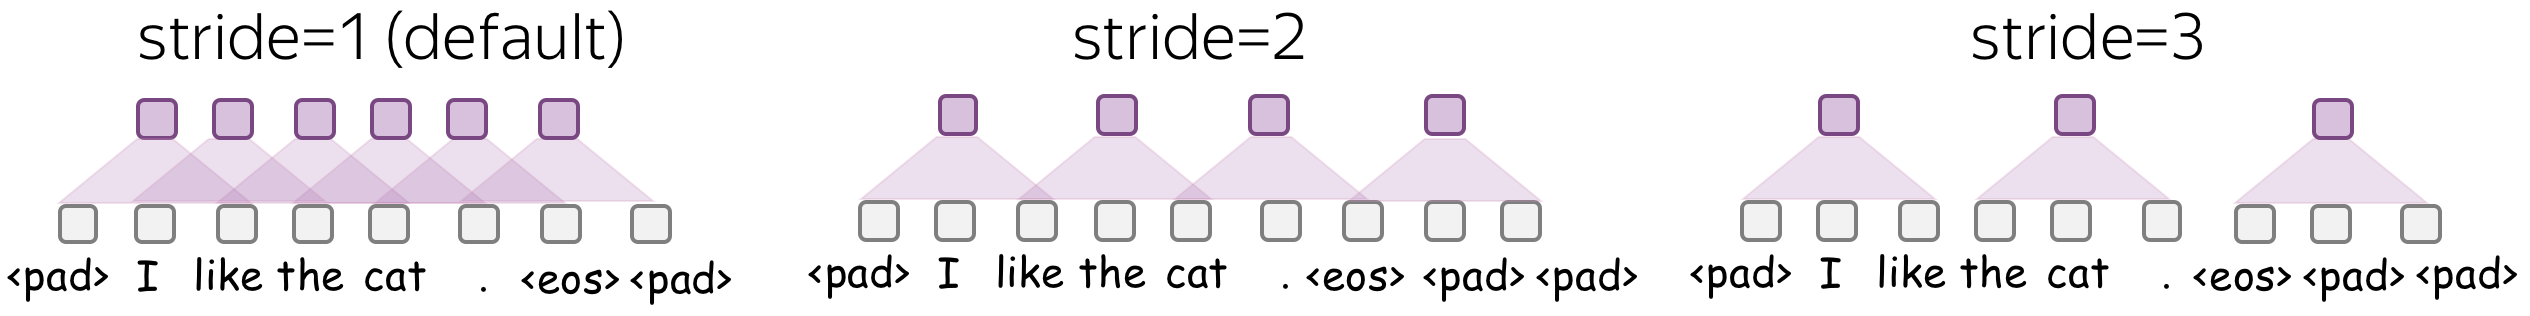 stride=1 (default)
<pad> I like the cat . <eos> <pad>
stride=2
<pad> I like the cat . <eos> <pad> <pad>
stride=3
<pad> I like the cat . <eos> <pad> <pad>